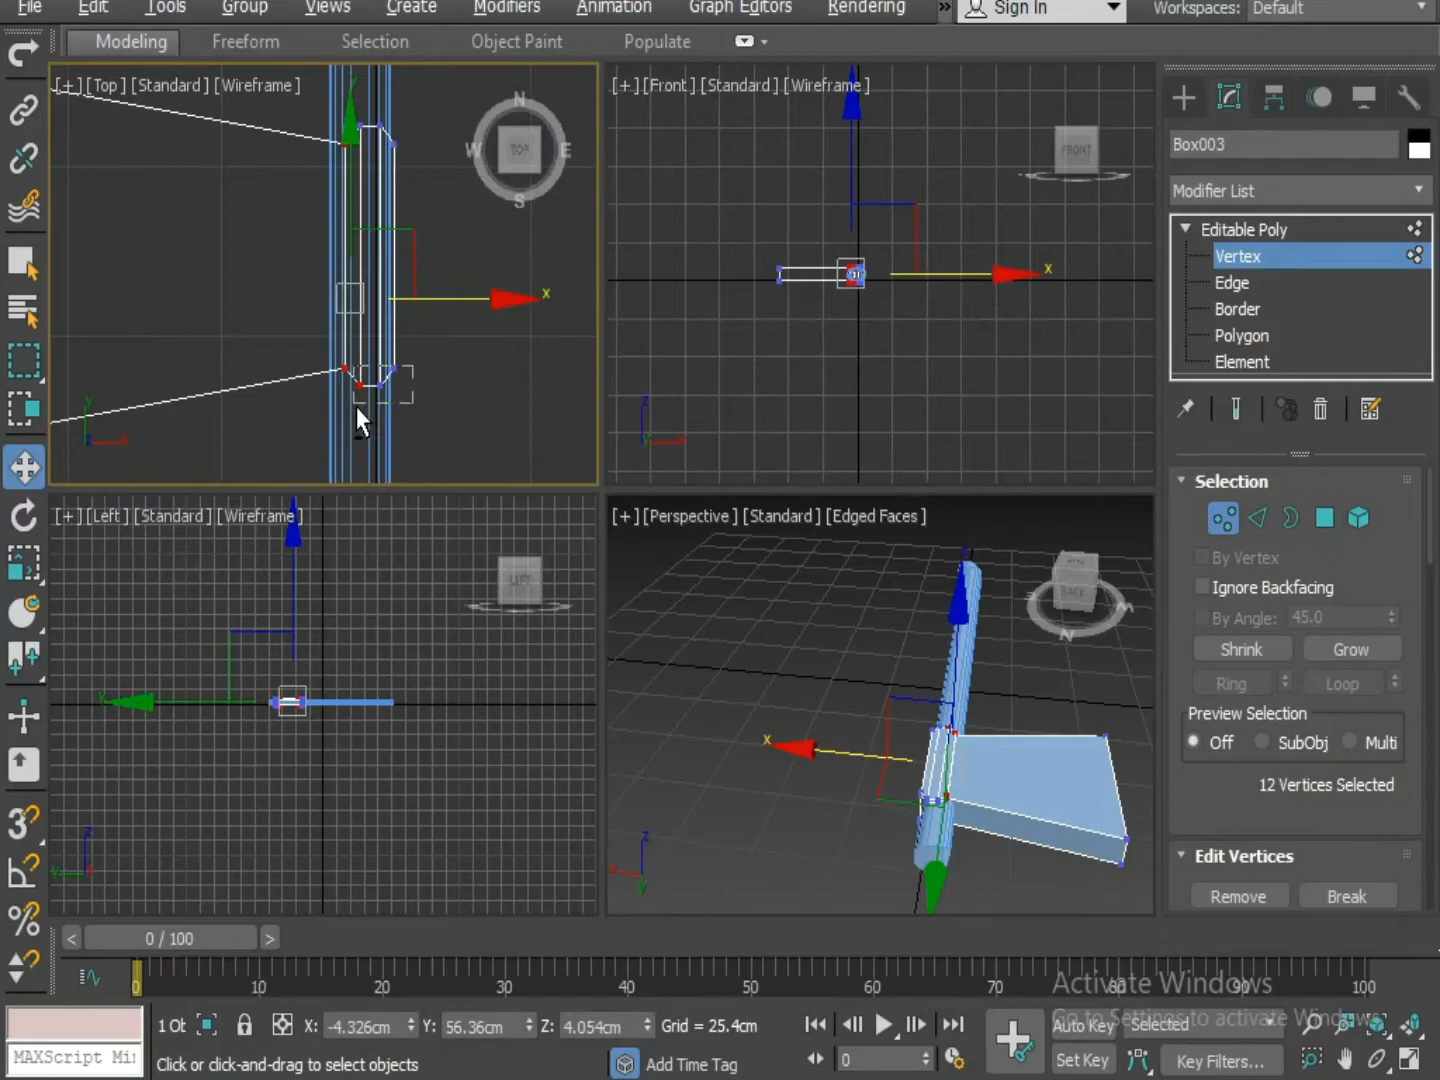 File Edit Tools Group Views Create Modifiers Animation Graph Editors Rendering » Sign In Workspaces: Default
Modeling Freeform Selection Object Paint Populate
[+] [Top] [Standard] [Wireframe]
N
W TOP E
S
y
x
[+] [Front] [Standard] [Wireframe]
FRONT
x
z
Box003
Modifier List
Editable Poly
Vertex
Edge
Border
Polygon
Element
Selection
By Vertex
Ignore Backfacing
By Angle: 45.0
Shrink Grow
Ring Loop
Preview Selection
Off SubObj Multi
12 Vertices Selected
Edit Vertices
Remove Break
[+] [Left] [Standard] [Wireframe]
LEFT
z
[+] [Perspective] [Standard] [Edged Faces]
BACK
N
x
z
y
< 0 / 100 >
0 10 20 30 40 50 60 70 80 90 100
Activate Windows
Go to Settings to activate Windows.
1 Ob X: -4.326cm Y: 56.36cm Z: 4.054cm Grid = 25.4cm Auto Key Selected
MAXScript Mi
Click or click-and-drag to select objects Add Time Tag 0 Set Key Key Filters...